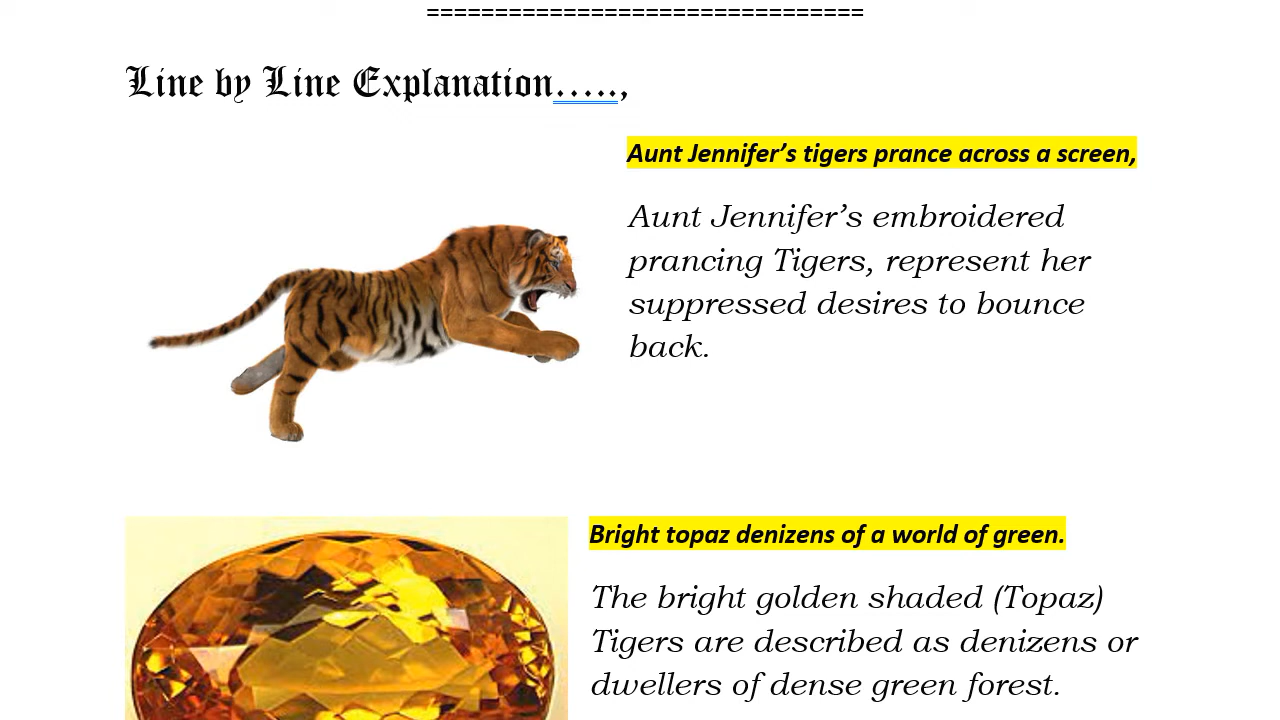 ================================
Line by Line Explanation.....,
Aunt Jennifer’s tigers prance across a screen,
Aunt Jennifer’s embroidered
prancing Tigers, represent her
suppressed desires to bounce
back.
Bright topaz denizens of a world of green.
The bright golden shaded (Topaz)
Tigers are described as denizens or
dwellers of dense green forest.